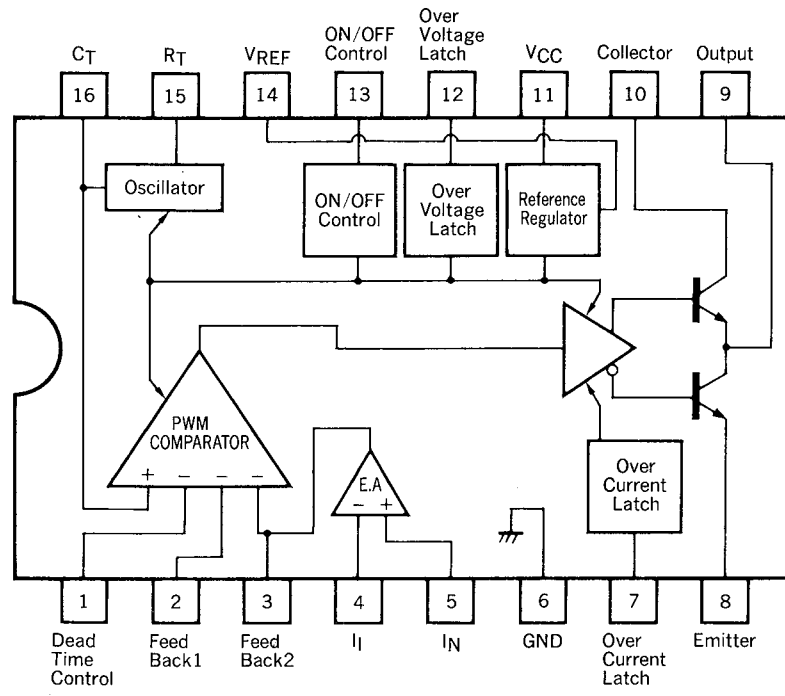 CT
RT
VREF
ON/OFF
Control
Over
Voltage
Latch
VCC
Collector
Output
16
15
14
13
12
11
10
9
Oscillator
ON/OFF
Control
Over
Voltage
Latch
Reference
Regulator
PWM
COMPARATOR
+ − − −
E.A
− +
Over
Current
Latch
1
2
3
4
5
6
7
8
Dead
Time
Control
Feed
Back1
Feed
Back2
II
IN
GND
Over
Current
Latch
Emitter